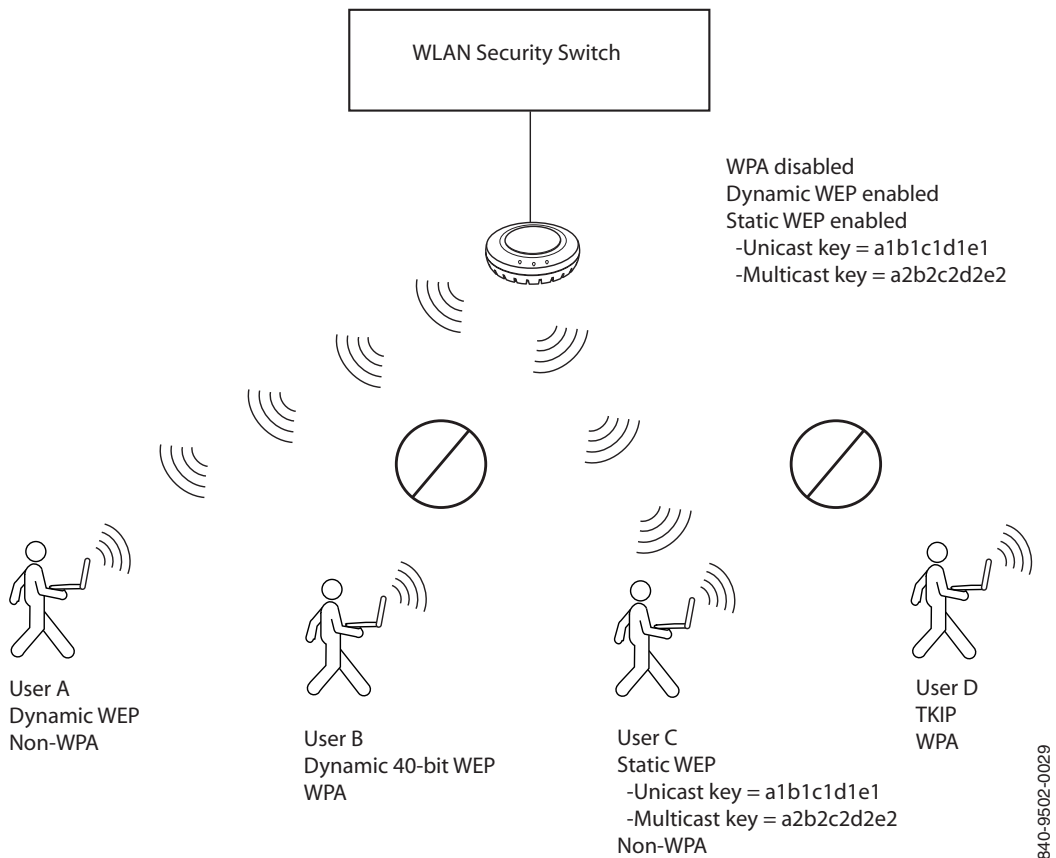 WLAN Security Switch
WPA disabled
Dynamic WEP enabled
Static WEP enabled
-Unicast key = a1b1c1d1e1
-Multicast key = a2b2c2d2e2
User A
Dynamic WEP
Non-WPA
User B
Dynamic 40-bit WEP
WPA
User C
Static WEP
-Unicast key = a1b1c1d1e1
-Multicast key = a2b2c2d2e2
Non-WPA
User D
TKIP
WPA
840-9502-0029